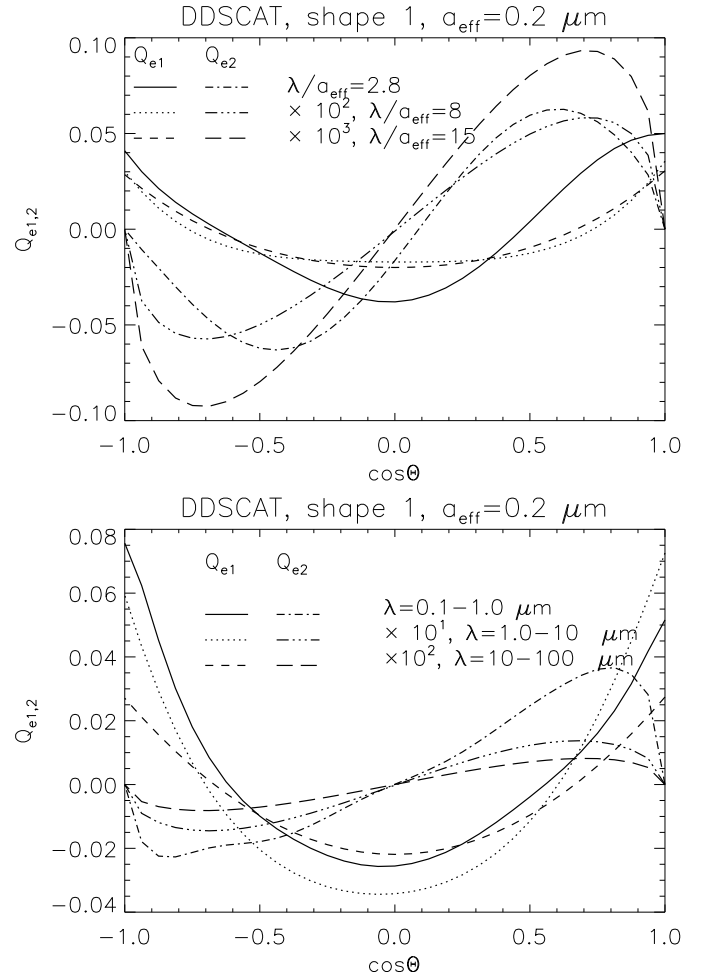 DDSCAT, shape 1, a_eff=0.2 μm
0.10
Q_e1 Q_e2
λ/a_eff=2.8
× 10^2, λ/a_eff=8
× 10^3, λ/a_eff=15
0.05
0.00
−0.05
−0.10
Q_e1,2
−1.0 −0.5 0.0 0.5 1.0
cosΘ
DDSCAT, shape 1, a_eff=0.2 μm
0.08
Q_e1 Q_e2
0.06
λ=0.1−1.0 μm
× 10^1, λ=1.0−10 μm
×10^2, λ=10−100 μm
0.04
0.02
0.00
−0.02
−0.04
Q_e1,2
−1.0 −0.5 0.0 0.5 1.0
cosΘ